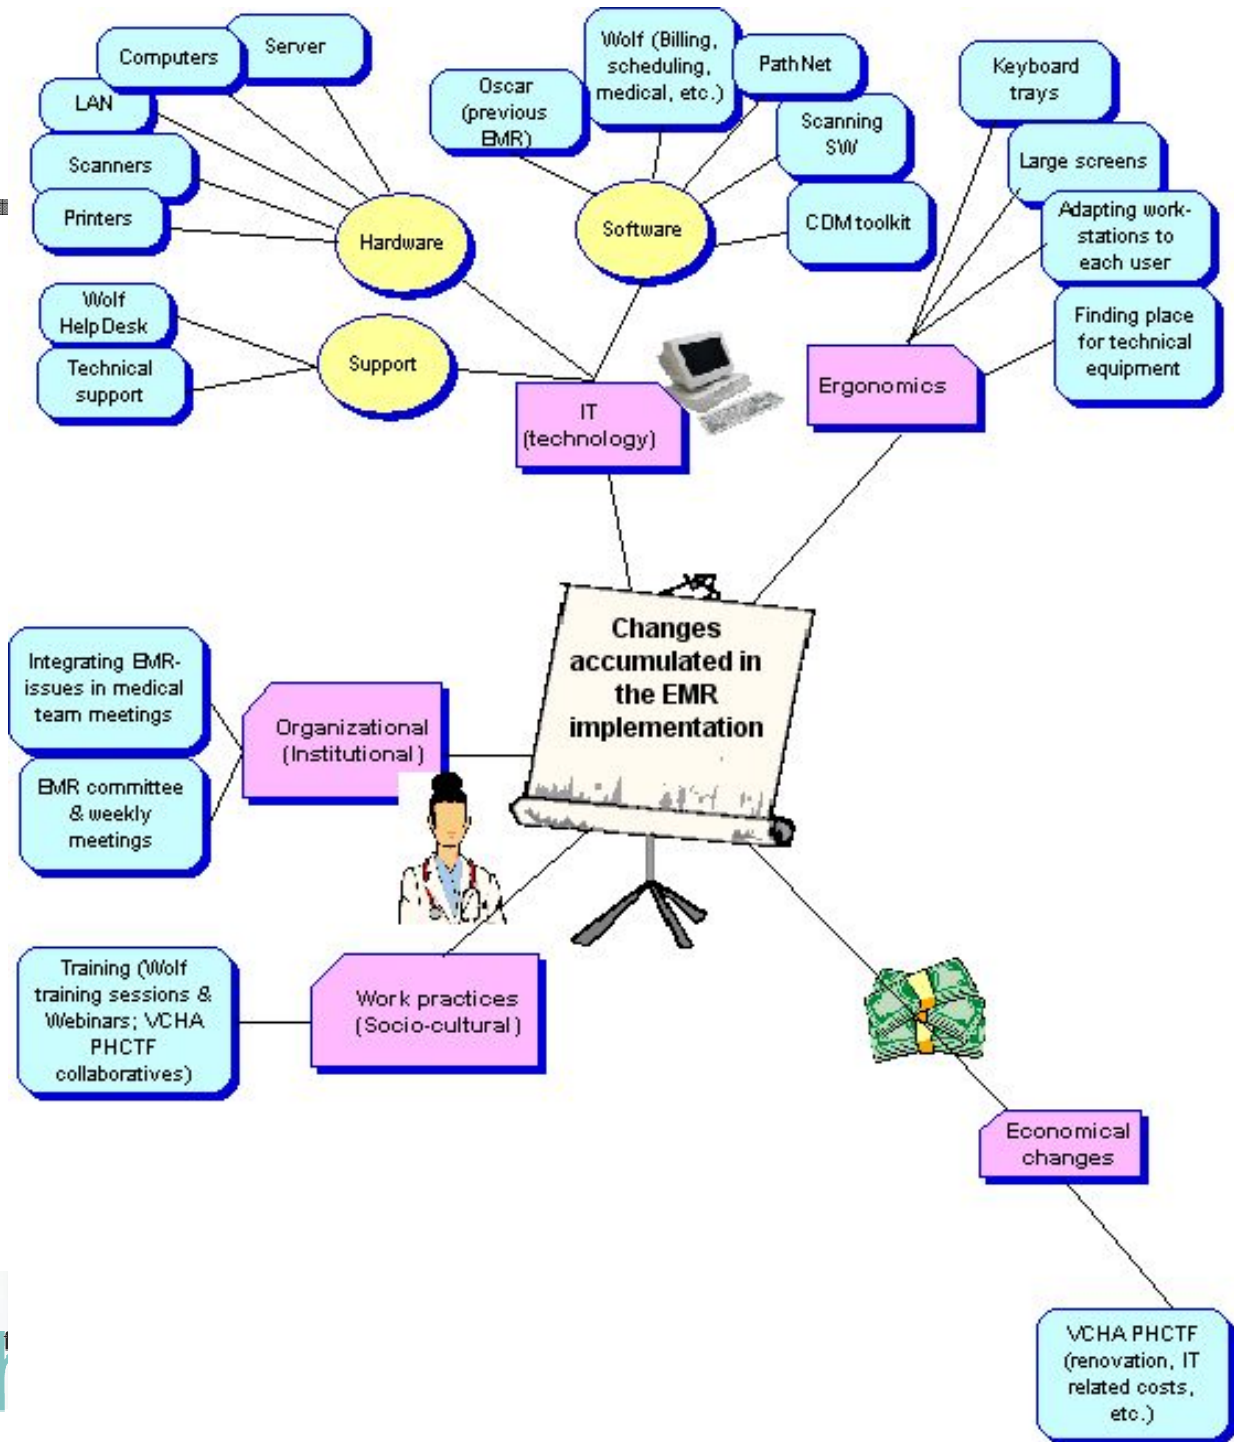 Server
Computers
LAN
Scanners
Printers
Hardware
Wolf
HelpDesk
Technical
support
Support
Oscar
(previous
EMR)
Wolf (Billing,
scheduling,
medical, etc.)
PathNet
Scanning
SW
CDM toolkit
Software
IT
(technology)
Keyboard
trays
Large screens
Adapting work-
stations to
each user
Finding place
for technical
equipment
Ergonomics
Changes
accumulated in
the EMR
implementation
Integrating EMR-
issues in medical
team meetings
EMR committee
& weekly
meetings
Organizational
(Institutional)
Training (Wolf
training sessions &
Webinars; VCHA
PHCTF
collaboratives)
Work practices
(Socio-cultural)
Economical
changes
VCHA PHCTF
(renovation, IT
related costs,
etc.)